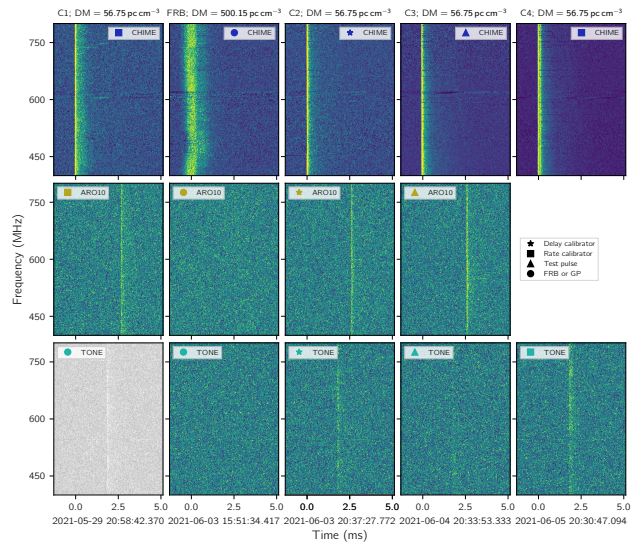 C1; DM = 56.75 pc cm⁻³ FRB; DM = 500.15 pc cm⁻³ C2; DM = 56.75 pc cm⁻³ C3; DM = 56.75 pc cm⁻³ C4; DM = 56.75 pc cm⁻³
750 CHIME CHIME CHIME CHIME CHIME
600
450
750 ARO10 ARO10 ARO10 ARO10
600
450
Frequency (MHz)
Delay calibrator
Rate calibrator
Test pulse
FRB or GP
750 TONE TONE TONE TONE TONE
600
450
0.0 2.5 5.0 0.0 2.5 5.0 0.0 2.5 5.0 0.0 2.5 5.0 0.0 2.5 5.0
2021-05-29 20:58:42.370 2021-06-03 15:51:34.417 2021-06-03 20:37:27.772 2021-06-04 20:33:53.333 2021-06-05 20:30:47.094
Time (ms)